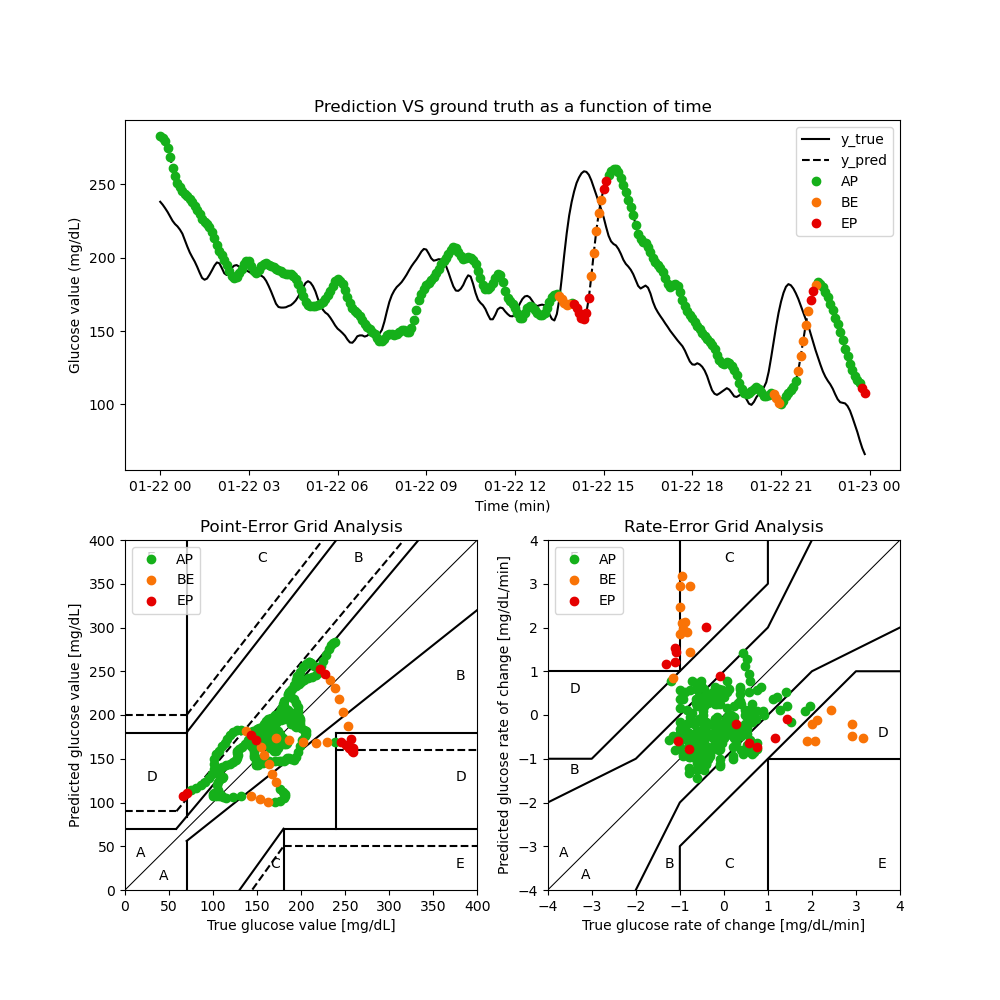 Prediction VS ground truth as a function of time
Glucose value (mg/dL)
250
200
150
100
y_true
y_pred
AP
BE
EP
01-22 00 01-22 03 01-22 06 01-22 09 01-22 12 01-22 15 01-22 18 01-22 21 01-23 00
Time (min)
Point-Error Grid Analysis
Predicted glucose value [mg/dL]
400
350
300
250
200
150
100
50
0
AP
BE
EP
C
B
B
D
D
A
A
C
E
0 50 100 150 200 250 300 350 400
True glucose value [mg/dL]
Rate-Error Grid Analysis
Predicted glucose rate of change [mg/dL/min]
4
3
2
1
0
−1
−2
−3
−4
AP
BE
EP
C
D
D
B
A
A
B
C
E
−4 −3 −2 −1 0 1 2 3 4
True glucose rate of change [mg/dL/min]